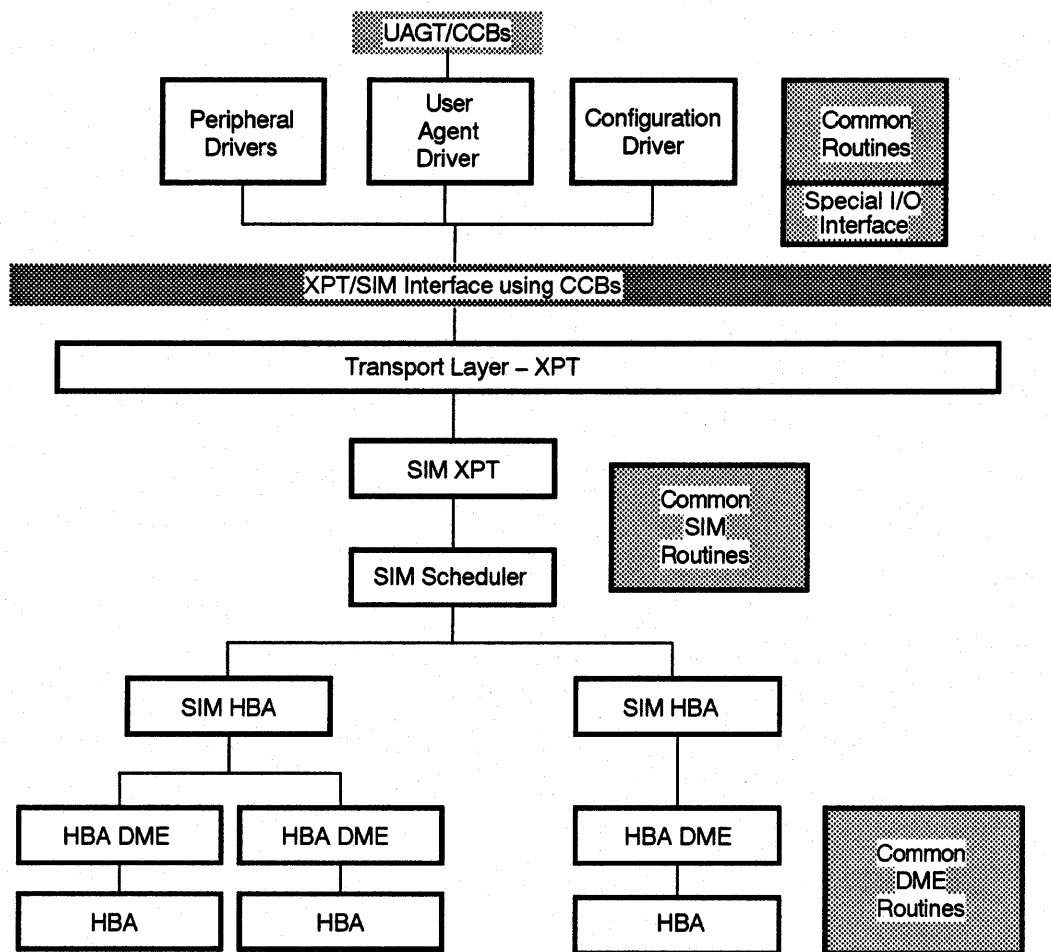 UAGT/CCBs
Peripheral
Drivers
User
Agent
Driver
Configuration
Driver
Common
Routines
Special I/O
Interface
XPT/SIM Interface using CCBs
Transport Layer – XPT
SIM XPT
Common
SIM
Routines
SIM Scheduler
SIM HBA
SIM HBA
HBA DME
HBA DME
HBA DME
Common
DME
Routines
HBA
HBA
HBA